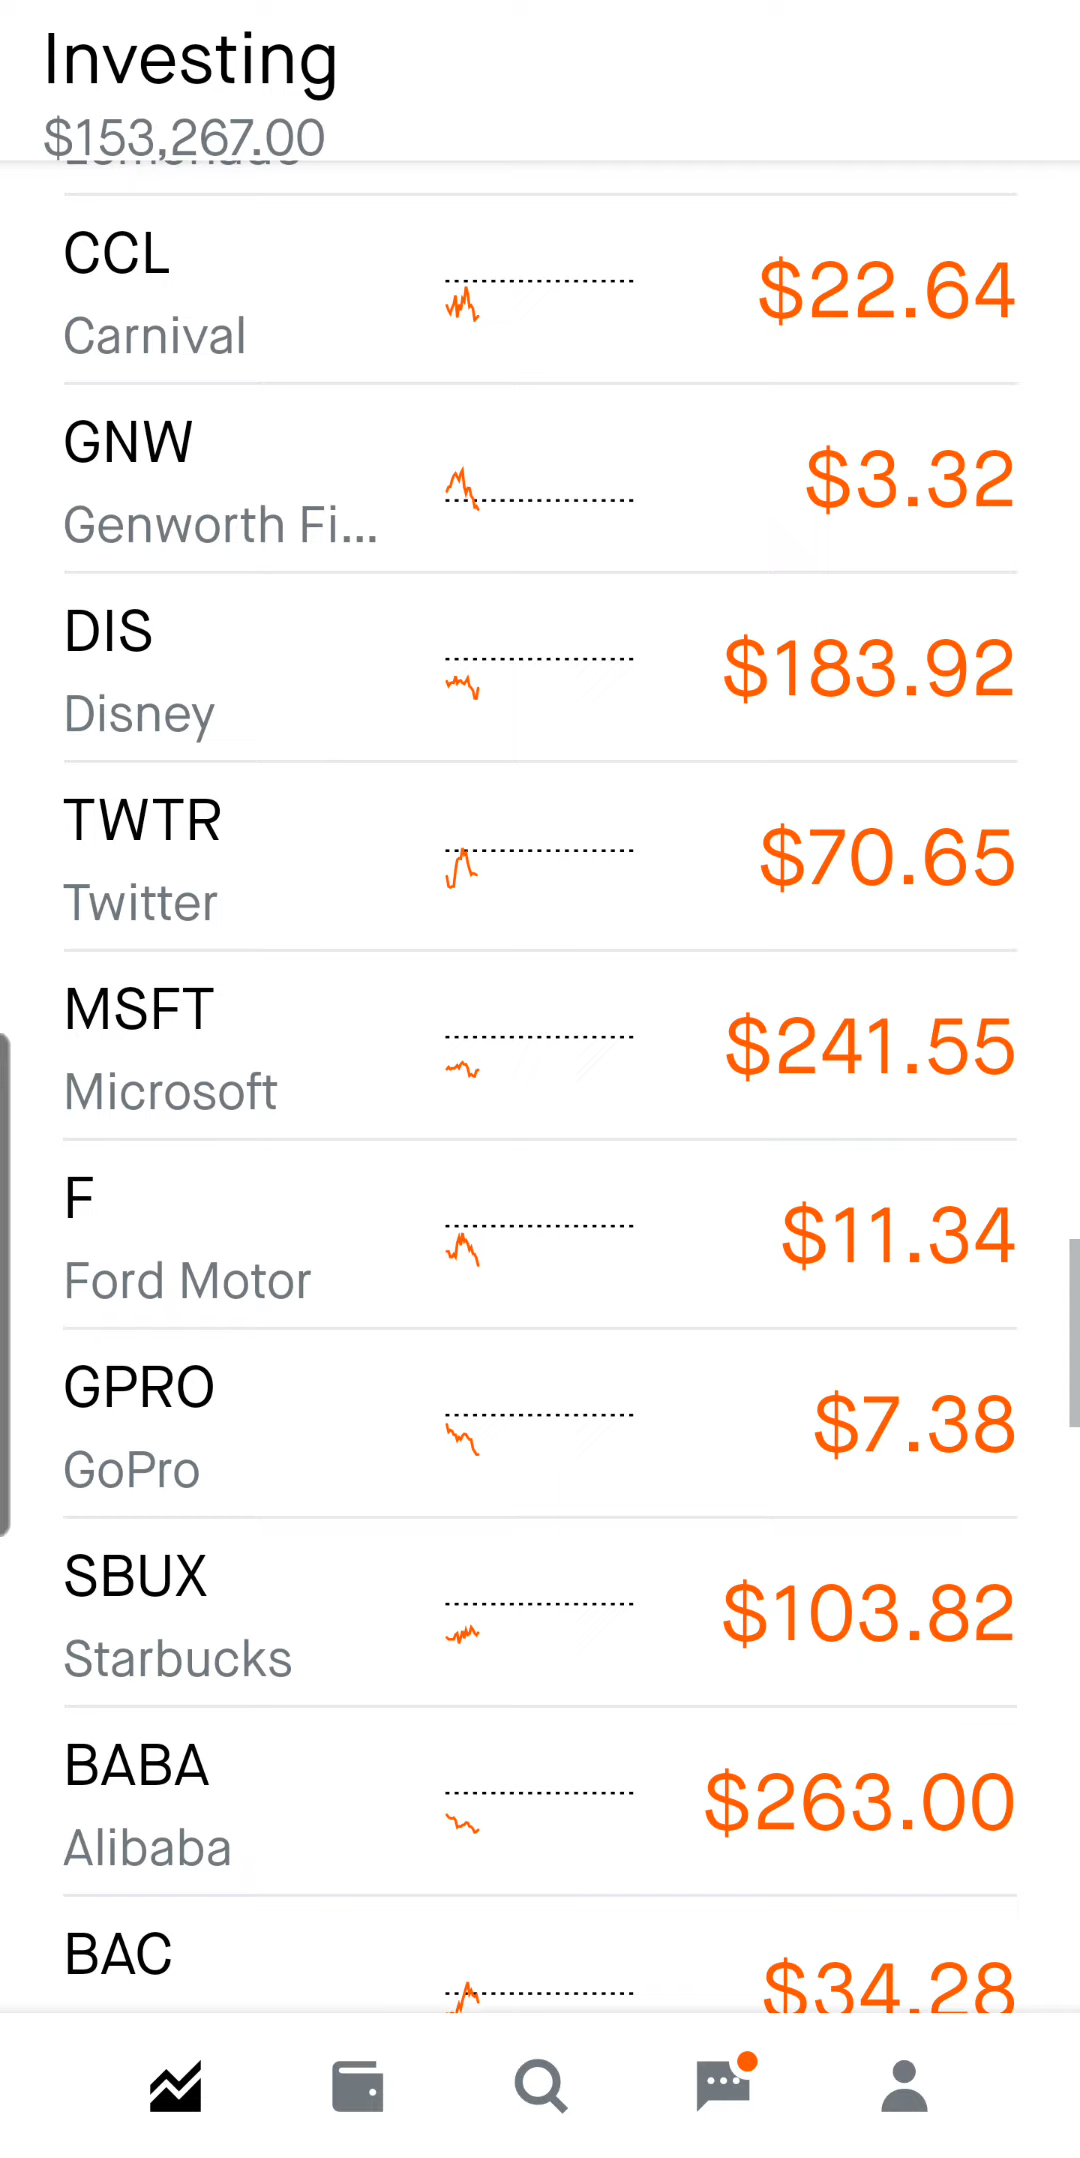 Investing
$153,267.00
CCL
Carnival
$22.64
GNW
Genworth Fi...
$3.32
DIS
Disney
$183.92
TWTR
Twitter
$70.65
MSFT
Microsoft
$241.55
F
Ford Motor
$11.34
GPRO
GoPro
$7.38
SBUX
Starbucks
$103.82
BABA
Alibaba
$263.00
BAC
$34.28